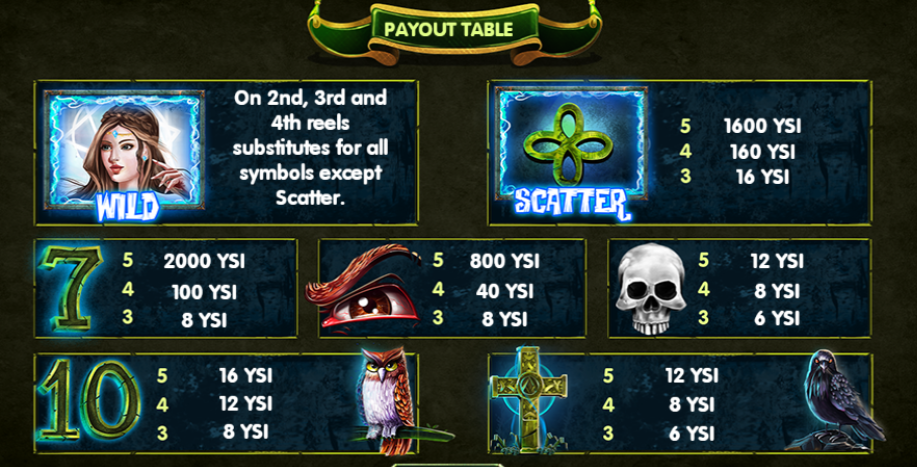 PAYOUT TABLE
On 2nd, 3rd and
4th reels
substitutes for all
symbols except
Scatter.
WILD
5 1600 YSI
4 160 YSI
3 16 YSI
SCATTER
7
5 2000 YSI
4 100 YSI
3 8 YSI
5 800 YSI
4 40 YSI
3 8 YSI
5 12 YSI
4 8 YSI
3 6 YSI
10
5 16 YSI
4 12 YSI
3 8 YSI
5 12 YSI
4 8 YSI
3 6 YSI